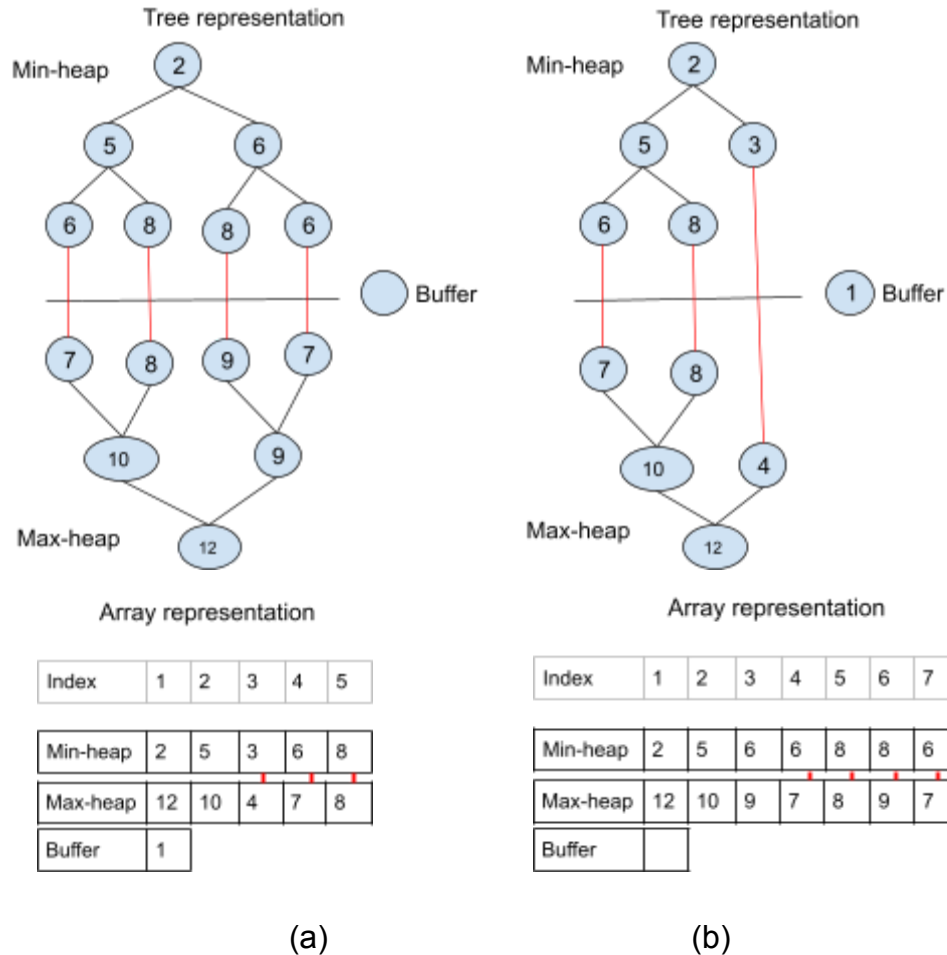 Tree representation
Min-heap
2
5 6
6 8 8 6
Buffer
7 8 9 7
10 9
Max-heap
12
Array representation
Index 1 2 3 4 5
Min-heap 2 5 3 6 8
Max-heap 12 10 4 7 8
Buffer 1
(a)
Tree representation
Min-heap
2
5 3
6 8
1 Buffer
7 8
10 4
Max-heap
12
Array representation
Index 1 2 3 4 5 6 7
Min-heap 2 5 6 6 8 8 6
Max-heap 12 10 9 7 8 9 7
Buffer
(b)